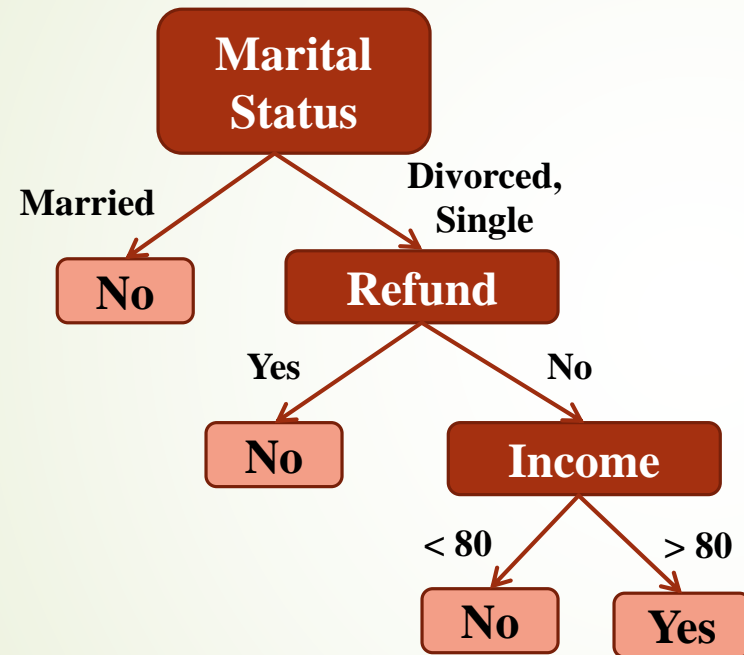 Marital
Status
Married
Divorced,
Single
No
Refund
Yes
No
No
Income
< 80
> 80
No
Yes